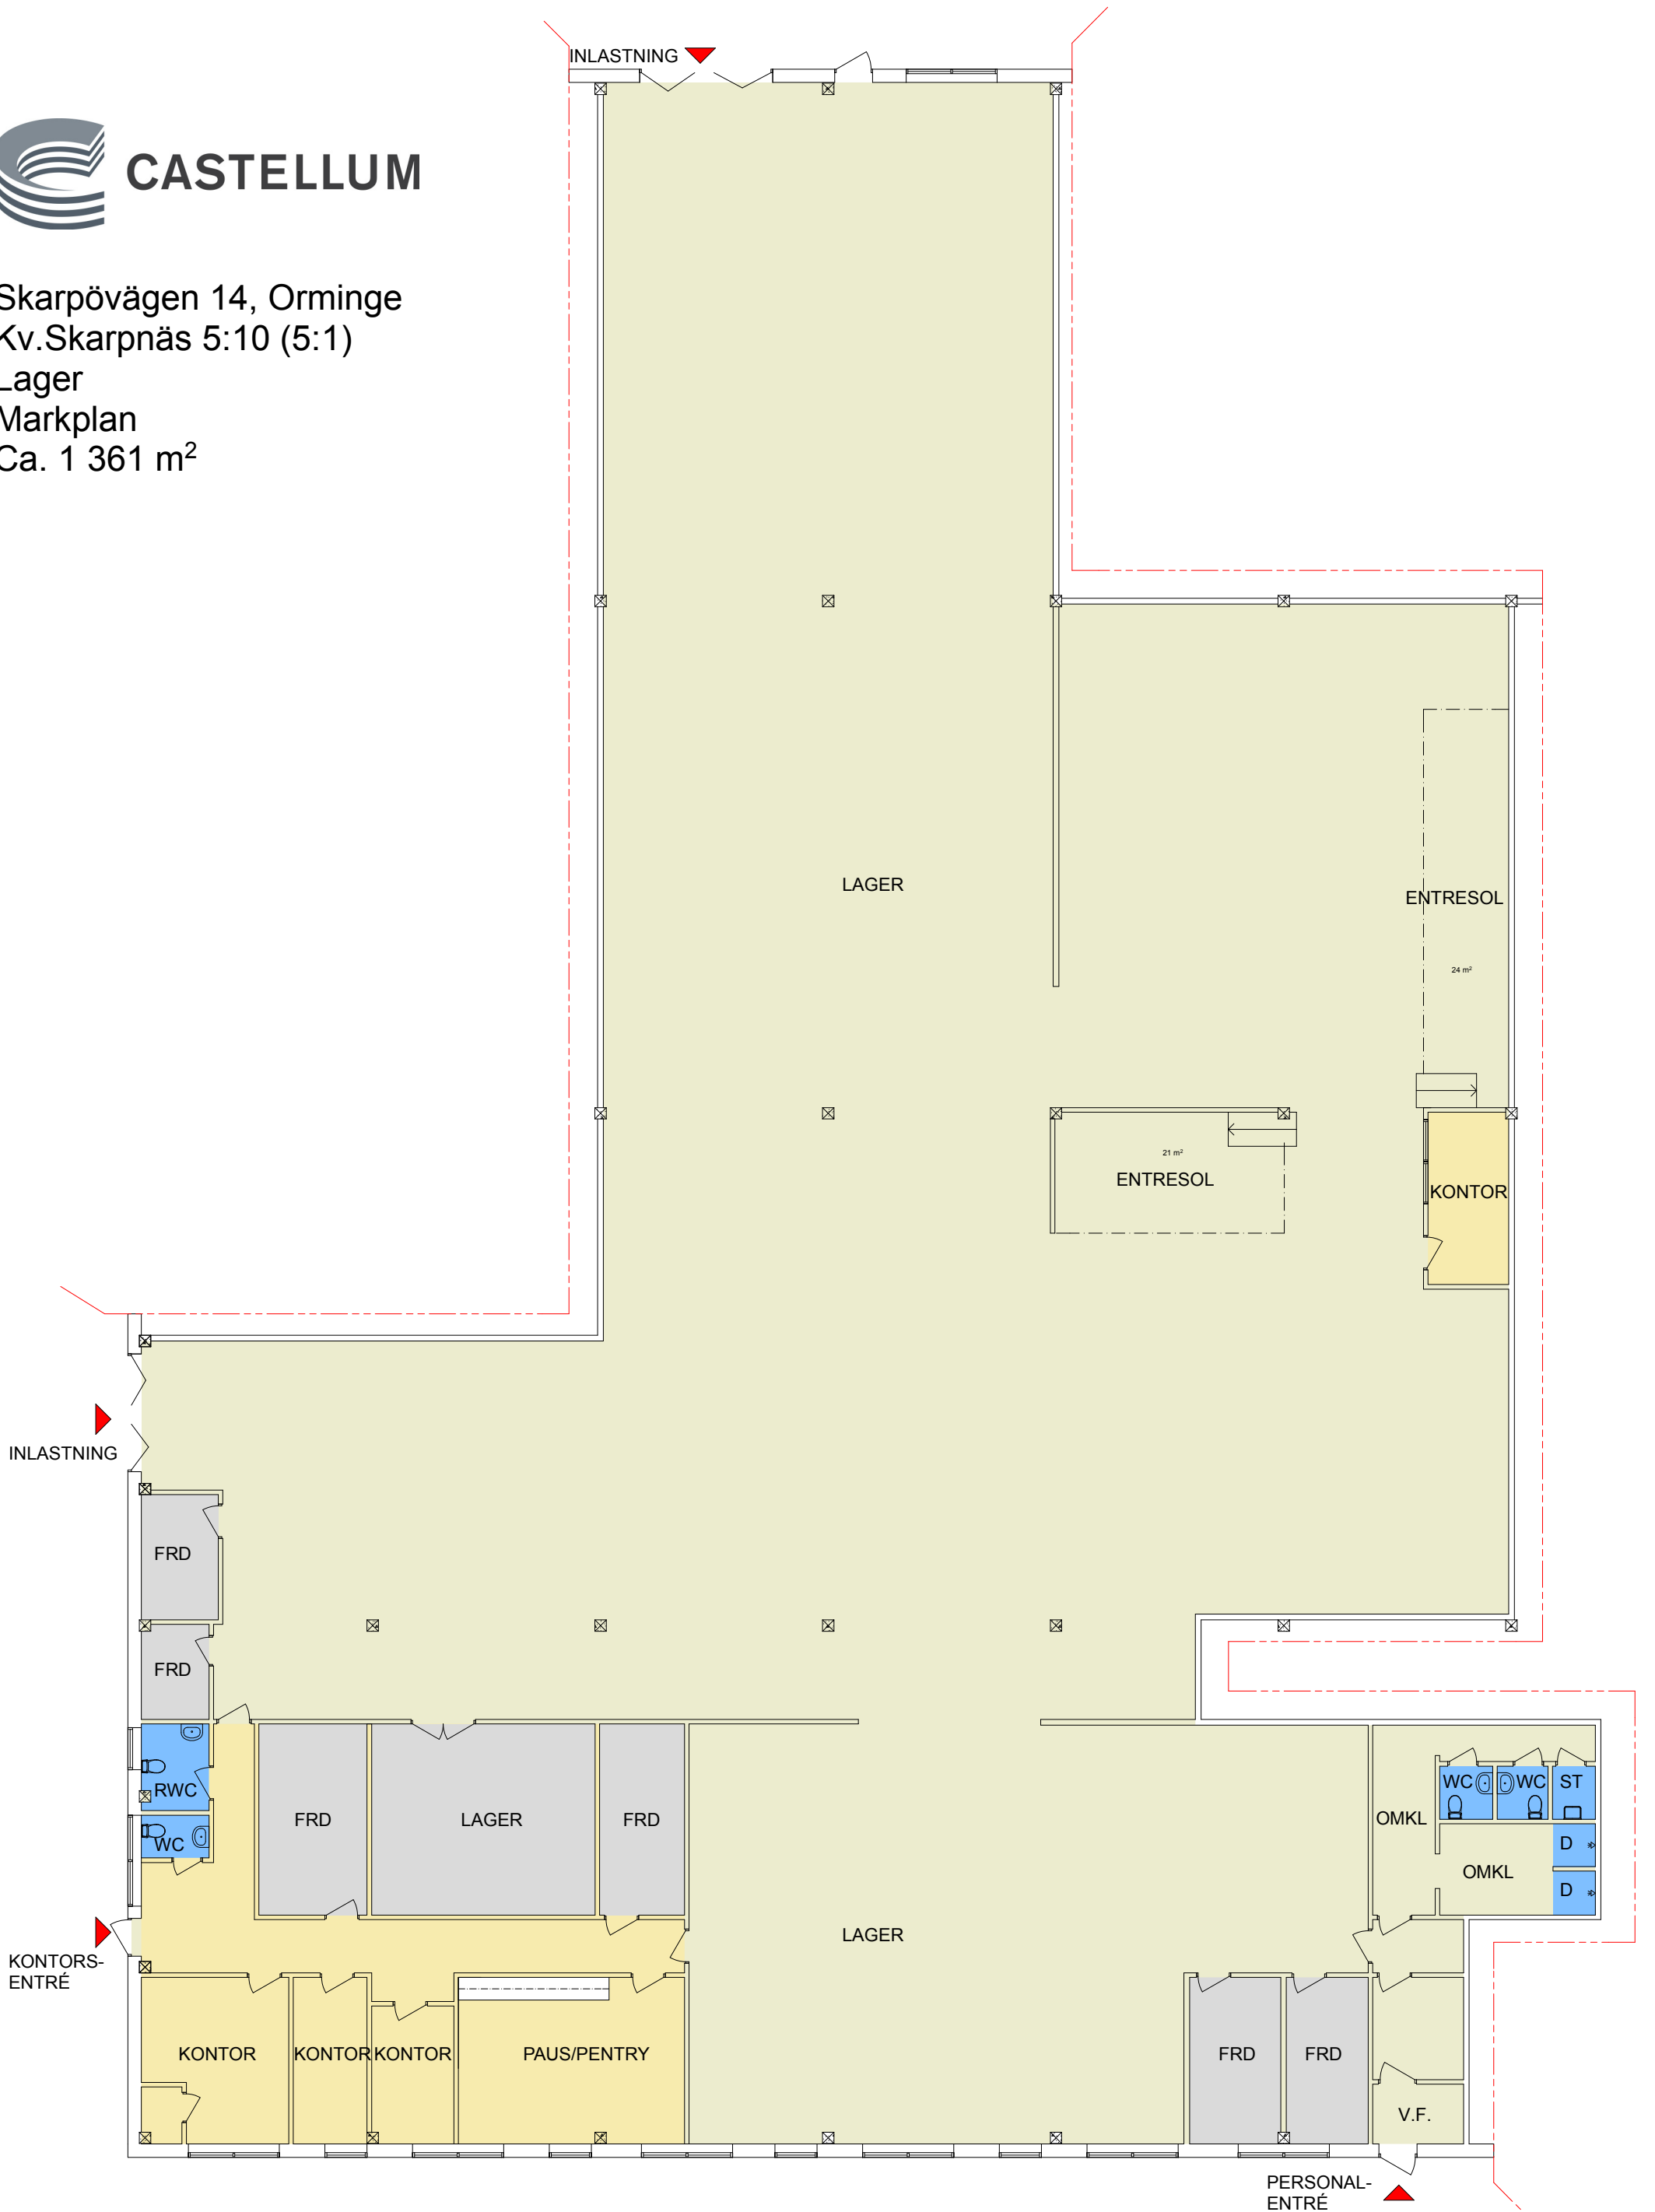 INLASTNING
CASTELLUM
Skarpövägen 14, Orminge
Kv.Skarpnäs 5:10 (5:1)
Lager
Markplan
Ca. 1 361 m²
LAGER
ENTRESOL
24 m²
21 m²
ENTRESOL
KONTOR
INLASTNING
FRD
FRD
RWC
WC
FRD
LAGER
FRD
WC
WC
ST
OMKL
D
OMKL
D
LAGER
KONTORS-
ENTRÉ
KONTOR
KONTOR
KONTOR
PAUS/PENTRY
FRD
FRD
V.F.
PERSONAL-
ENTRÉ